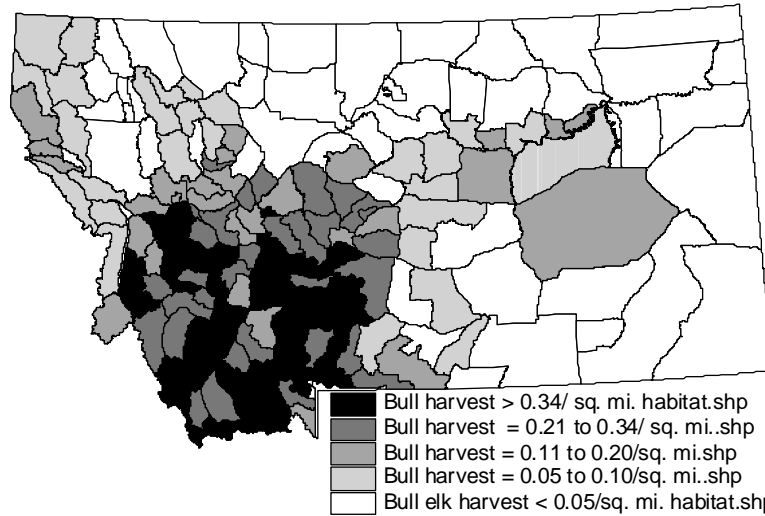 Bull harvest > 0.34/ sq. mi. habitat.shp
Bull harvest = 0.21 to 0.34/ sq. mi..shp
Bull harvest = 0.11 to 0.20/sq. mi.shp
Bull harvest = 0.05 to 0.10/sq. mi..shp
Bull elk harvest < 0.05/sq. mi. habitat.shp